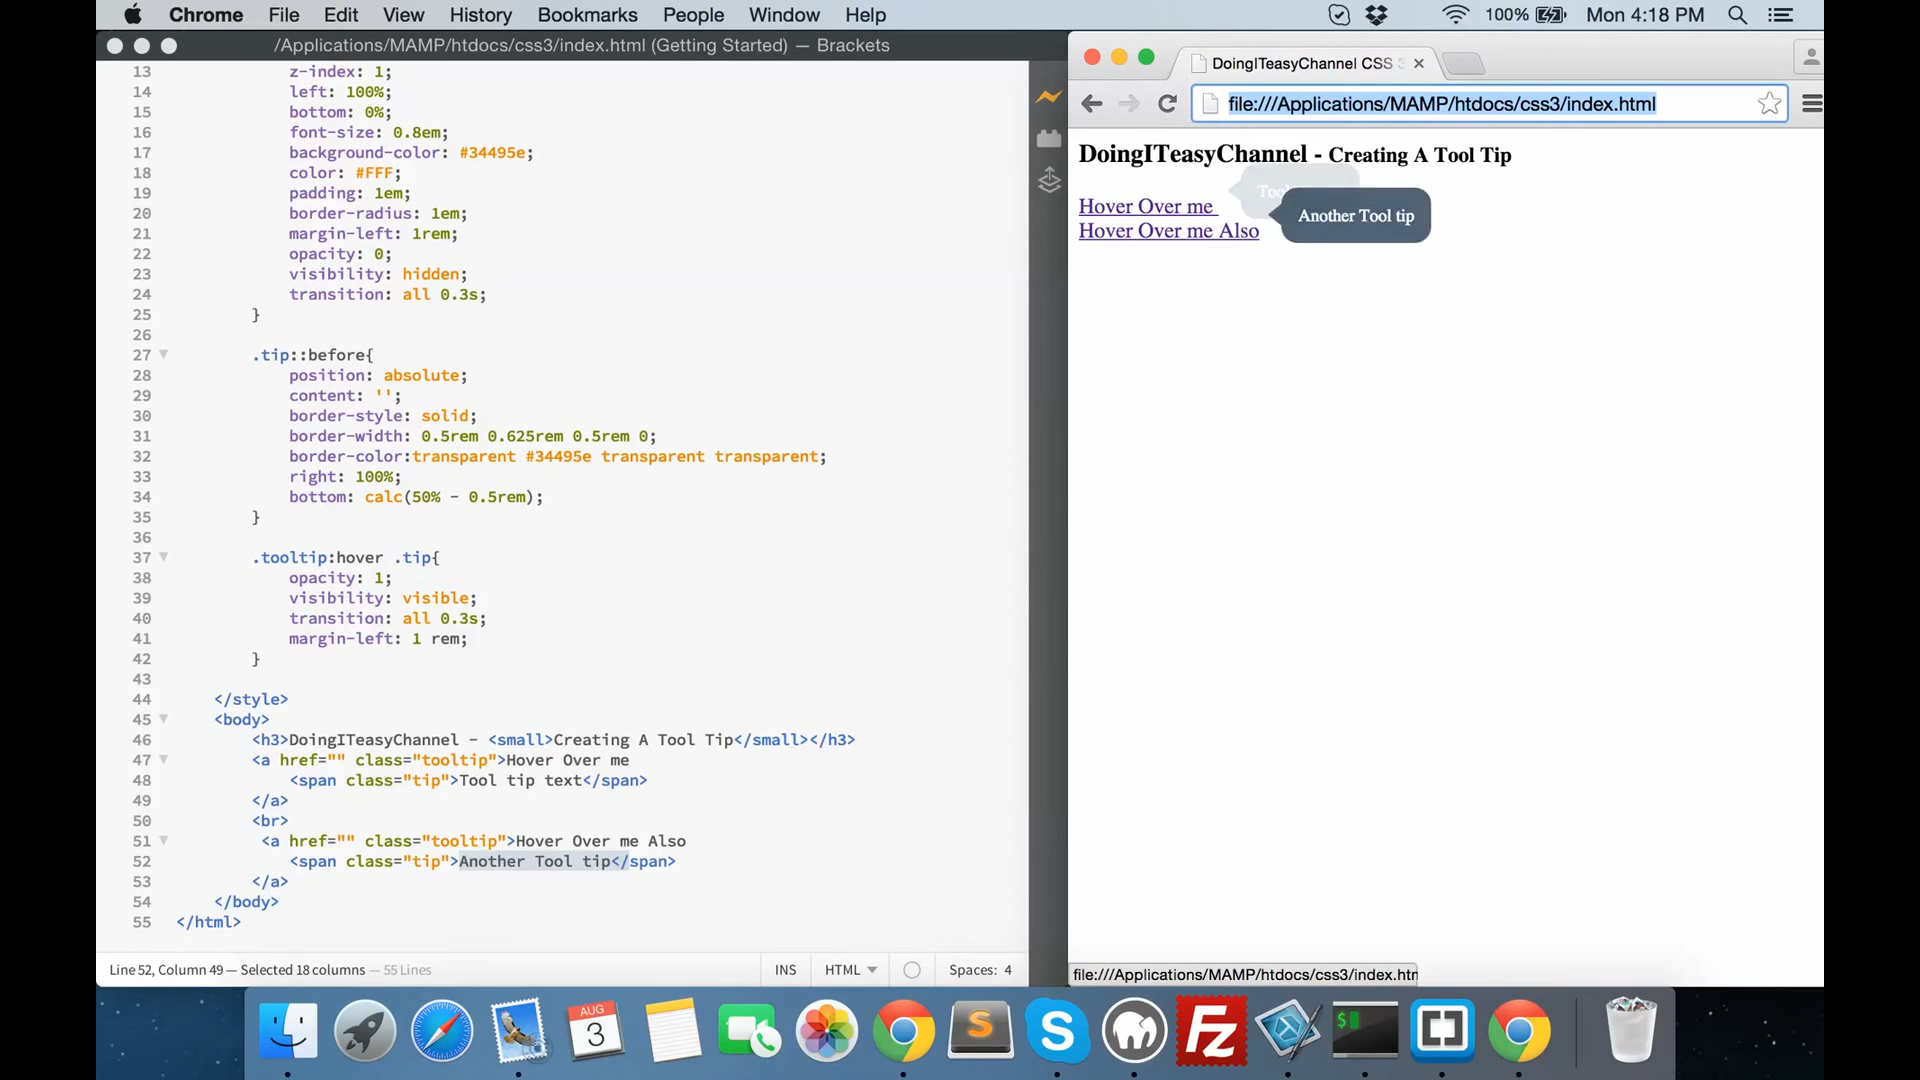 Chrome File Edit View History Bookmarks People Window Help 100% Mon 4:18 PM
/Applications/MAMP/htdocs/css3/index.html (Getting Started) — Brackets
13 z-index: 1;
14 left: 100%;
15 bottom: 0%;
16 font-size: 0.8em;
17 background-color: #34495e;
18 color: #FFF;
19 padding: 1em;
20 border-radius: 1em;
21 margin-left: 1rem;
22 opacity: 0;
23 visibility: hidden;
24 transition: all 0.3s;
25 }
26
27 .tip::before{
28 position: absolute;
29 content: '';
30 border-style: solid;
31 border-width: 0.5rem 0.625rem 0.5rem 0;
32 border-color:transparent #34495e transparent transparent;
33 right: 100%;
34 bottom: calc(50% - 0.5rem);
35 }
36
37 .tooltip:hover .tip{
38 opacity: 1;
39 visibility: visible;
40 transition: all 0.3s;
41 margin-left: 1 rem;
42 }
43
44 </style>
45 <body>
46 <h3>DoingITeasyChannel - <small>Creating A Tool Tip</small></h3>
47 <a href="" class="tooltip">Hover Over me
48 <span class="tip">Tool tip text</span>
49 </a>
50 <br>
51 <a href="" class="tooltip">Hover Over me Also
52 <span class="tip">Another Tool tip</span>
53 </a>
54 </body>
55 </html>
Line 52, Column 49 — Selected 18 columns — 55 Lines INS HTML Spaces: 4
DoingITeasyChannel CSS 3
file:///Applications/MAMP/htdocs/css3/index.html
DoingITeasyChannel - Creating A Tool Tip
Hover Over me
Another Tool tip
Hover Over me Also
file:///Applications/MAMP/htdocs/css3/index.htm
AUG
3
S
S
Fz
$